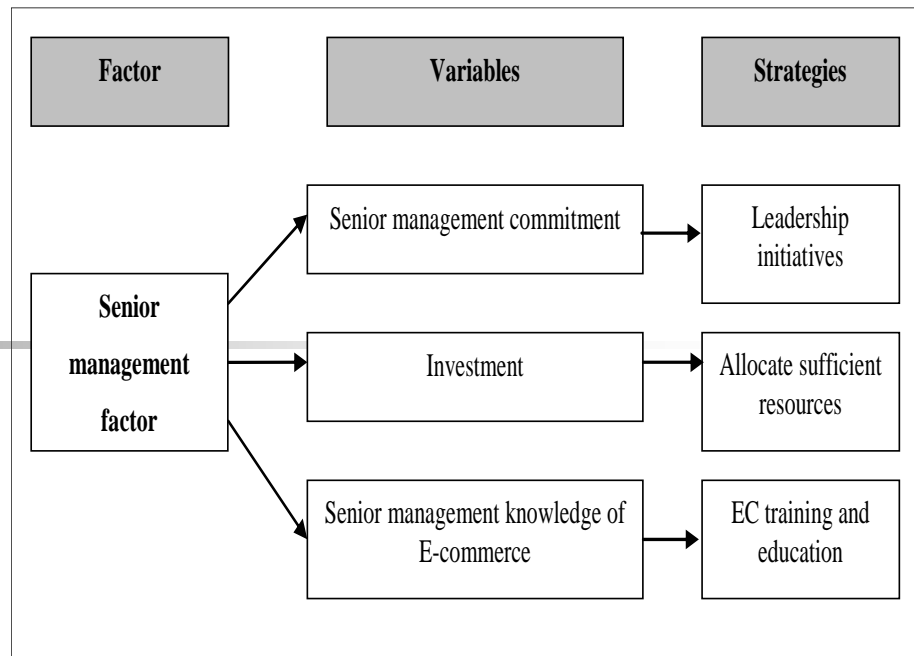 Factor
Variables
Strategies
Senior management commitment
Leadership
initiatives
Senior
management
factor
Investment
Allocate sufficient
resources
Senior management knowledge of
E-commerce
EC training and
education